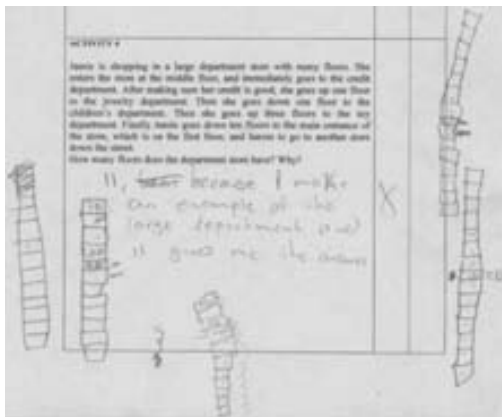 ACTIVITY 4
Jamie is shopping in a large department store with many floors. She
enters the store at the middle floor, and immediately goes to the credit
department. After making sure her credit is good, she goes up one floor
to the jewelry department. Then she goes down one floor to the
children's department. Then she goes up three floors to the toy
department. Finally, Jamie goes down ten floors to the main entrance of
the store, which is on the first floor, and leaves to go to another store
down the street.
How many floors does the department store have? Why?
11, because I make
an example of the
large department and
it gives me the answer
X